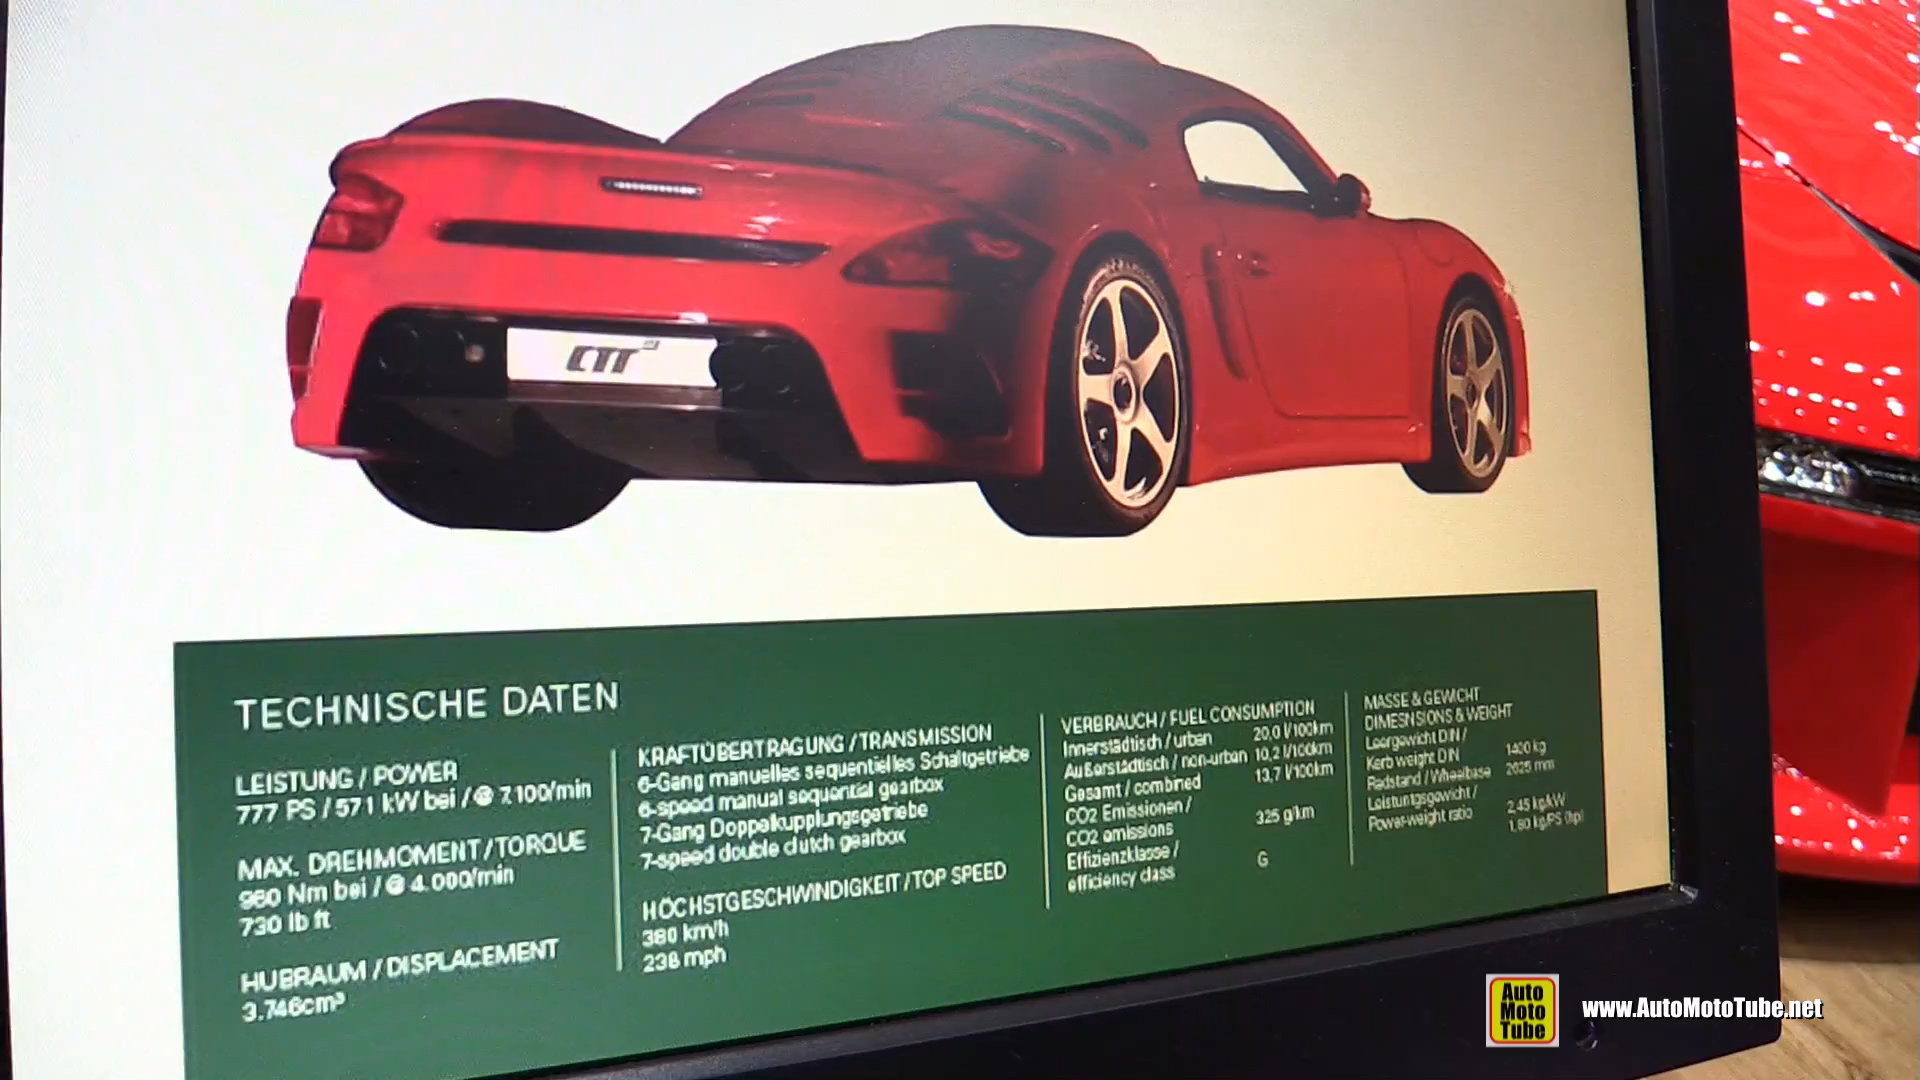 CTR
TECHNISCHE DATEN
LEISTUNG / POWER
777 PS / 571 kW bei / @ 7.100/min
MAX. DREHMOMENT / TORQUE
980 Nm bei / @ 4.000/min
730 lb ft
HUBRAUM / DISPLACEMENT
3.746cm³
KRAFTÜBERTRAGUNG / TRANSMISSION
6-Gang manuelles sequentielles Schaltgetriebe
6-speed manual sequential gearbox
7-Gang Doppelkupplungsgetriebe
7-speed double clutch gearbox
HÖCHSTGESCHWINDIGKEIT / TOP SPEED
380 km/h
238 mph
VERBRAUCH / FUEL CONSUMPTION
Innerstädtisch / urban 20,0 l/100km
Außerstädtisch / non-urban 10,2 l/100km
Gesamt / combined 13,7 l/100km
CO2 Emissionen /
CO2 emissions 325 g/km
Effizienzklasse /
efficiency class G
MASSE & GEWICHT
DIMESNSIONS & WEIGHT
Leergewicht DIN /
Kerb weight DIN 1400 kg
Radstand / Wheelbase 2625 mm
Leistungsgewicht /
Power-weight ratio 2,45 kg/kW
1,80 kg/PS (hp)
Auto
Moto
Tube
www.AutoMotoTube.net